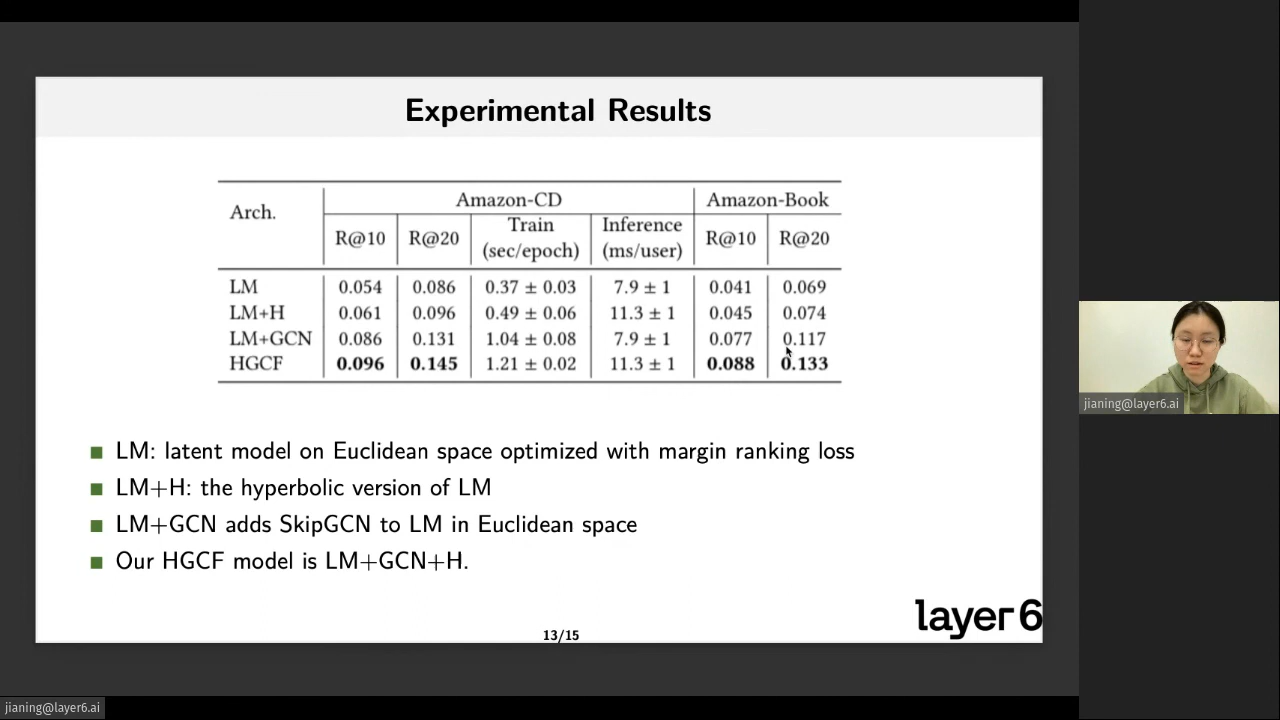 Experimental Results
Arch. Amazon-CD Amazon-Book
R@10 R@20 Train (sec/epoch) Inference (ms/user) R@10 R@20
LM 0.054 0.086 0.37 ± 0.03 7.9 ± 1 0.041 0.069
LM+H 0.061 0.096 0.49 ± 0.06 11.3 ± 1 0.045 0.074
LM+GCN 0.086 0.131 1.04 ± 0.08 7.9 ± 1 0.077 0.117
HGCF 0.096 0.145 1.21 ± 0.02 11.3 ± 1 0.088 0.133
LM: latent model on Euclidean space optimized with margin ranking loss
LM+H: the hyperbolic version of LM
LM+GCN adds SkipGCN to LM in Euclidean space
Our HGCF model is LM+GCN+H.
layer 6
13/15
jianing@layer6.ai
jianing@layer6.ai